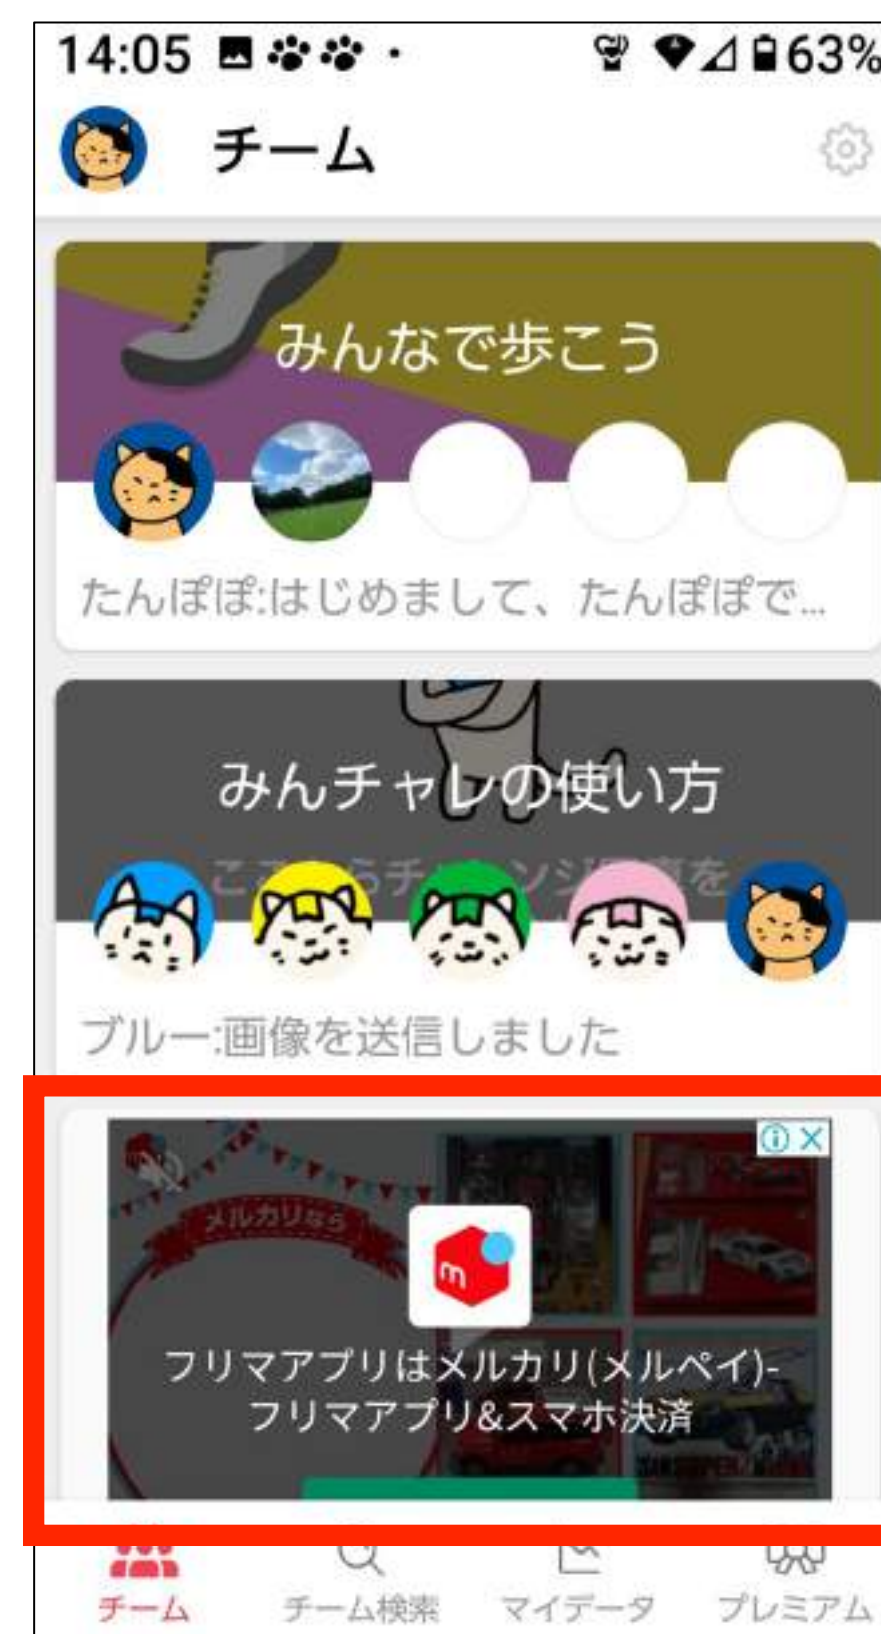 14:05
63%
チーム
みんなで歩こう
たんぽぽ:はじめまして、たんぽぽで...
みんチャレの使い方
ブルー:画像を送信しました
メルカリなら
m
フリマアプリはメルカリ(メルペイ)-
フリマアプリ&スマホ決済
チーム
チーム検索
マイデータ
プレミアム